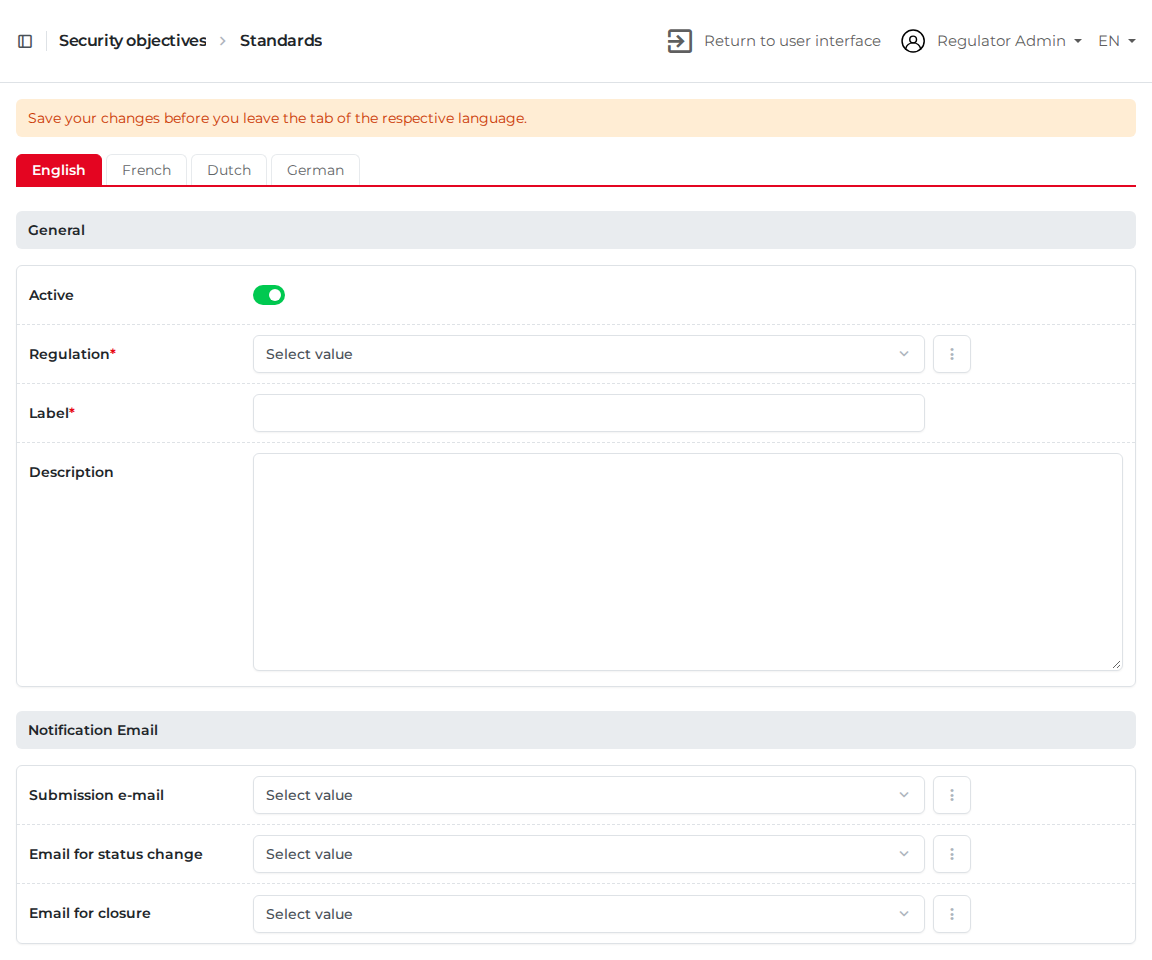 Security objectives > Standards
Return to user interface
Regulator Admin
EN
Save your changes before you leave the tab of the respective language.
English
French
Dutch
German
General
Active
Regulation*
Select value
Label*
Description
Notification Email
Submission e-mail
Select value
Email for status change
Select value
Email for closure
Select value